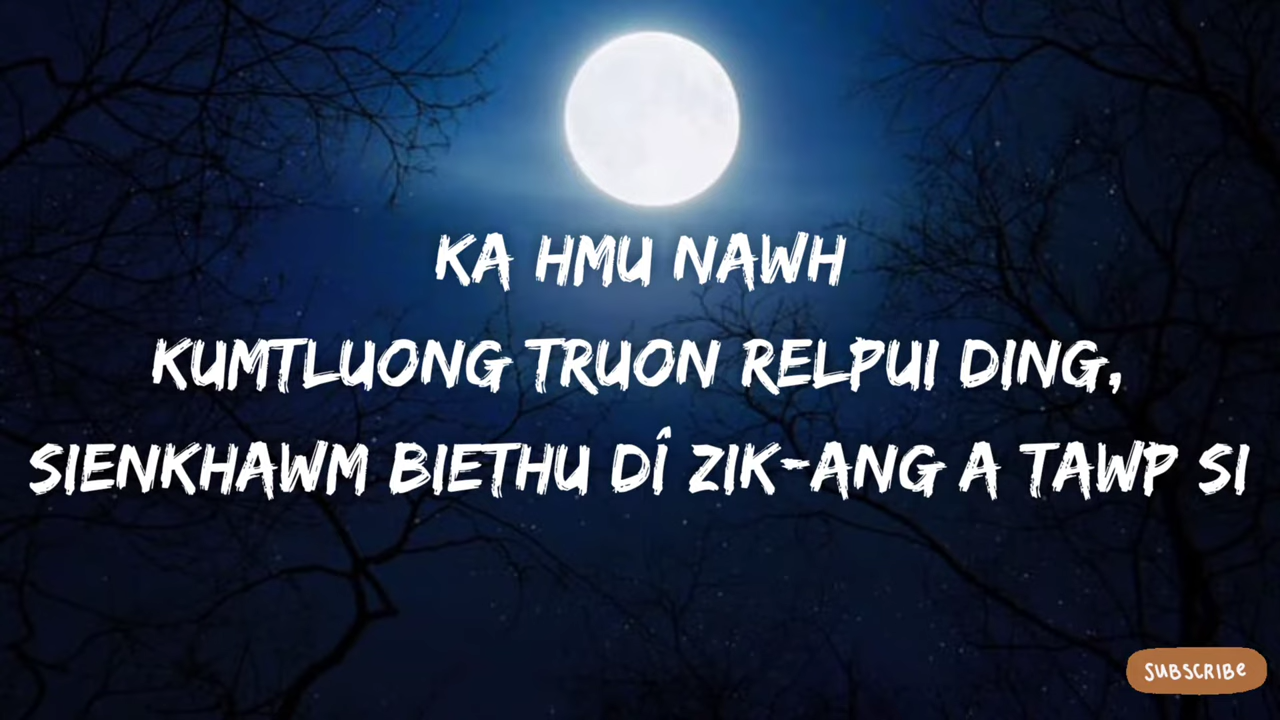 KA HMU NAWH
KUMTLUONG TRUON RELPUI DING,
SIENKHAWM BIETHU DÎ ZIK-ANG A TAWP SI
SUBSCRIBE